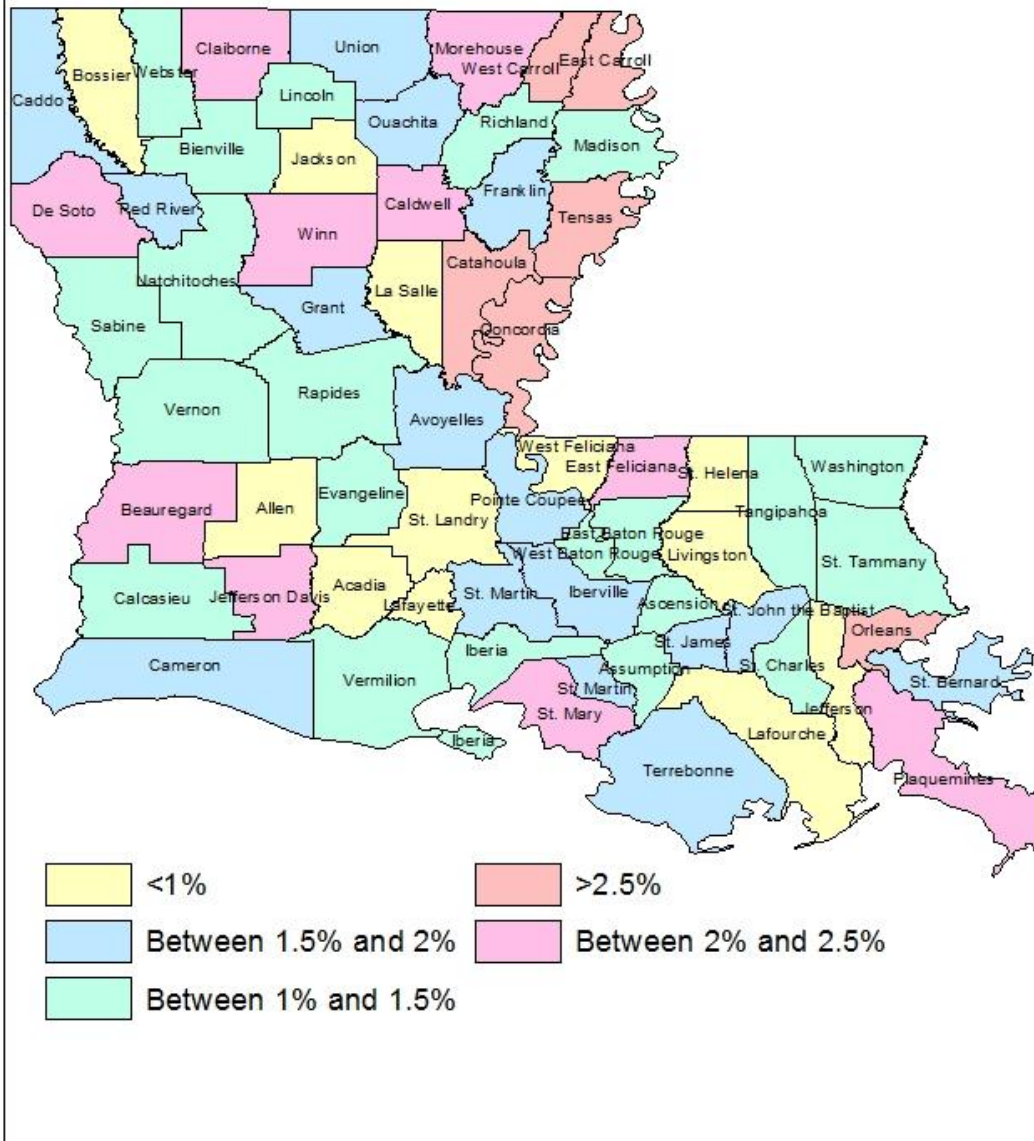 Claiborne
Union
Morehouse
West Carroll
East Carroll
Bossier
Webster
Caddo
Lincoln
Ouachita
Richland
Madison
Bienville
Jackson
Franklin
De Soto
Red River
Caldwell
Tensas
Winn
Catahoula
Natchitoches
La Salle
Grant
Sabine
Concordia
Rapides
Vernon
Avoyelles
West Feliciana
East Feliciana
St. Helena
Washington
Evangeline
Pointe Coupee
Beauregard
Allen
St. Landry
Tangipahoa
East Baton Rouge
West Baton Rouge
Livingston
St. Tammany
Acadia
Calcasieu
Jefferson Davis
Lafayette
St. Martin
Iberville
Ascension
St. John the Baptist
Orleans
St. James
Iberia
Cameron
Assumption
St. Charles
Vermilion
St. Martin
St. Bernard
St. Mary
Jefferson
Lafourche
Iberia
Terrebonne
Plaquemines
<1%
>2.5%
Between 1.5% and 2%
Between 2% and 2.5%
Between 1% and 1.5%